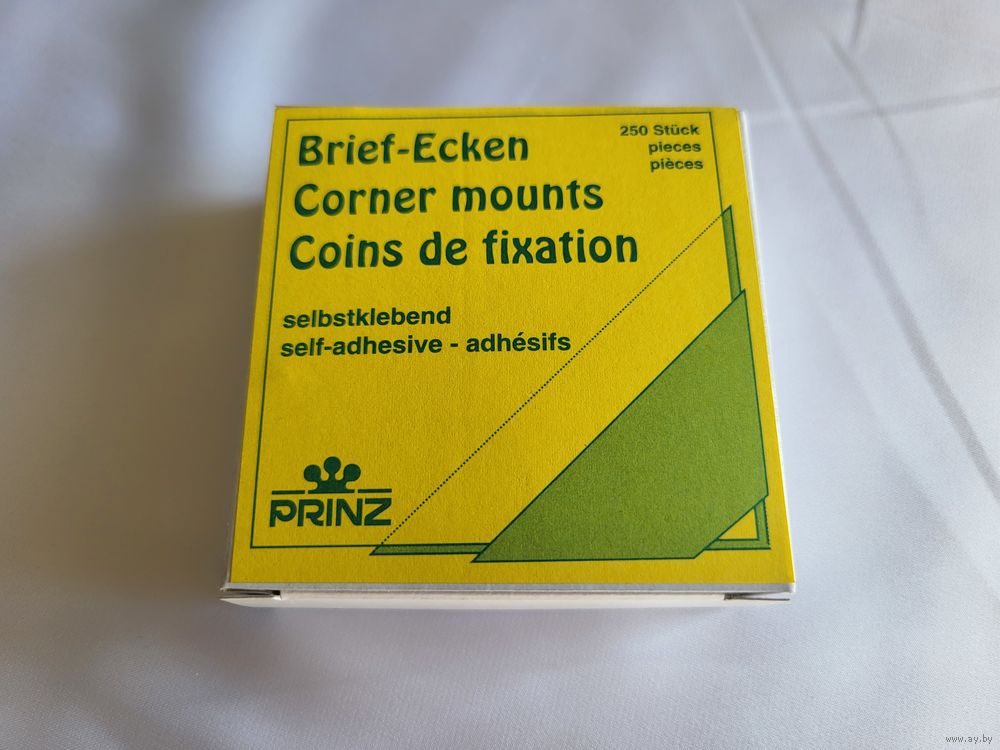 Brief-Ecken
Corner mounts
Coins de fixation
250 Stück
pieces
pièces
selbstklebend
self-adhesive - adhésifs
PRINZ
www.ay.by